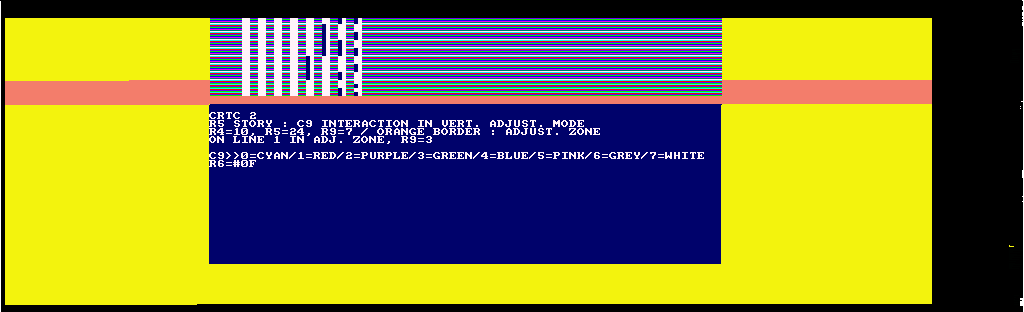 CRTC 2
R5 STORY : C9 INTERACTION IN VERT. ADJUST. MODE
R4=10, R5=24, R9=7 / ORANGE BORDER : ADJUST. ZONE
ON LINE 1 IN ADJ. ZONE, R9=3
C9>>0=CYAN/1=RED/2=PURPLE/3=GREEN/4=BLUE/5=PINK/6=GREY/7=WHITE
R6=#0F